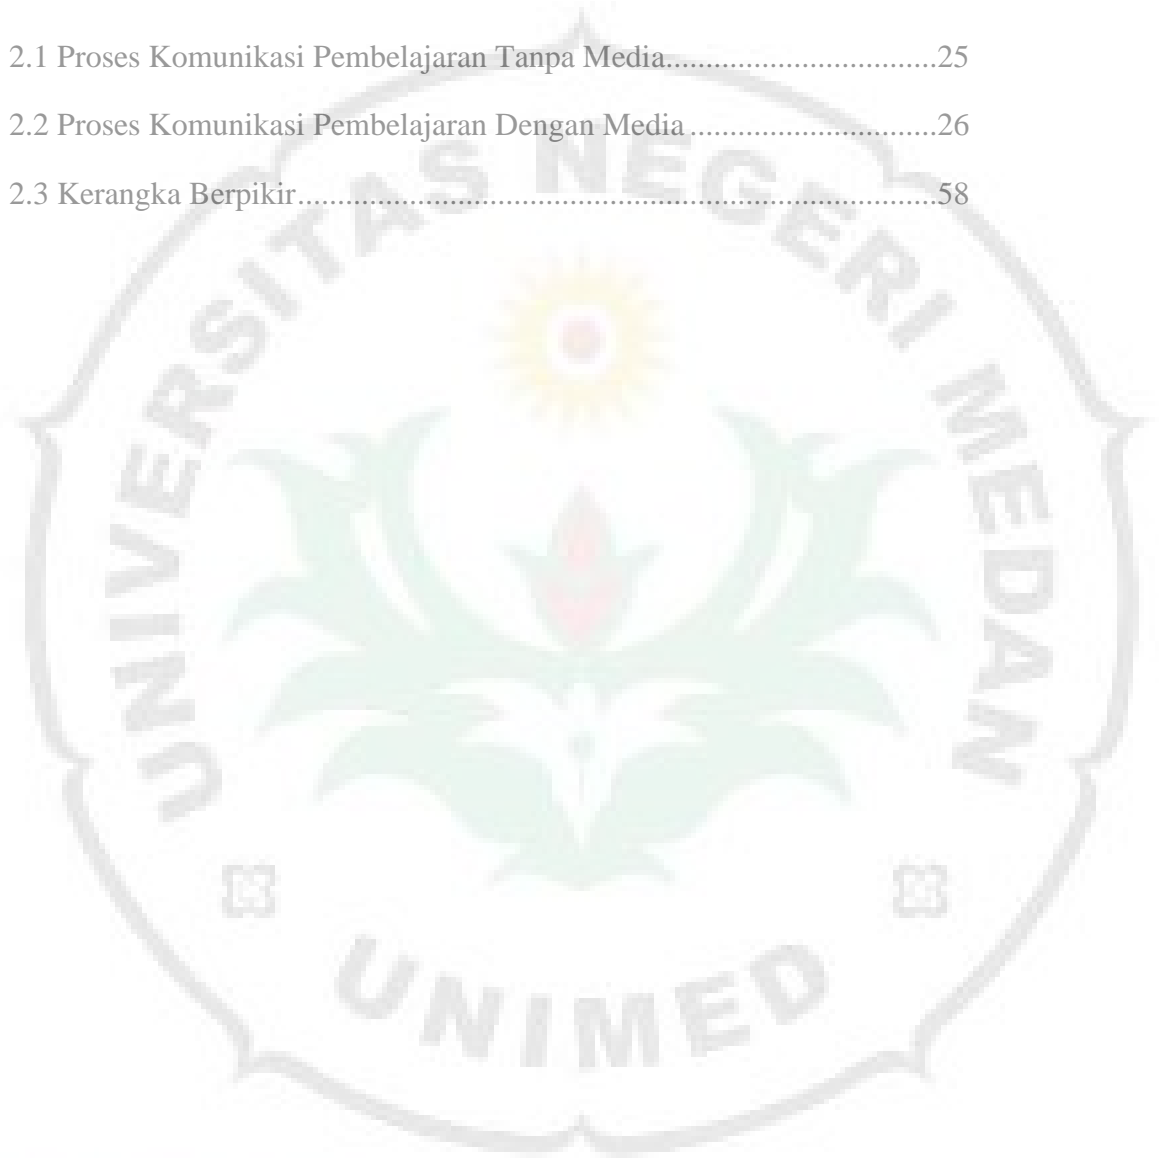 2.1 Proses Komunikasi Pembelajaran Tanpa Media..................................25
2.2 Proses Komunikasi Pembelajaran Dengan Media ...............................26
2.3 Kerangka Berpikir................................................................................58
UNIVERSITAS NEGERI MEDAN
UNIMED